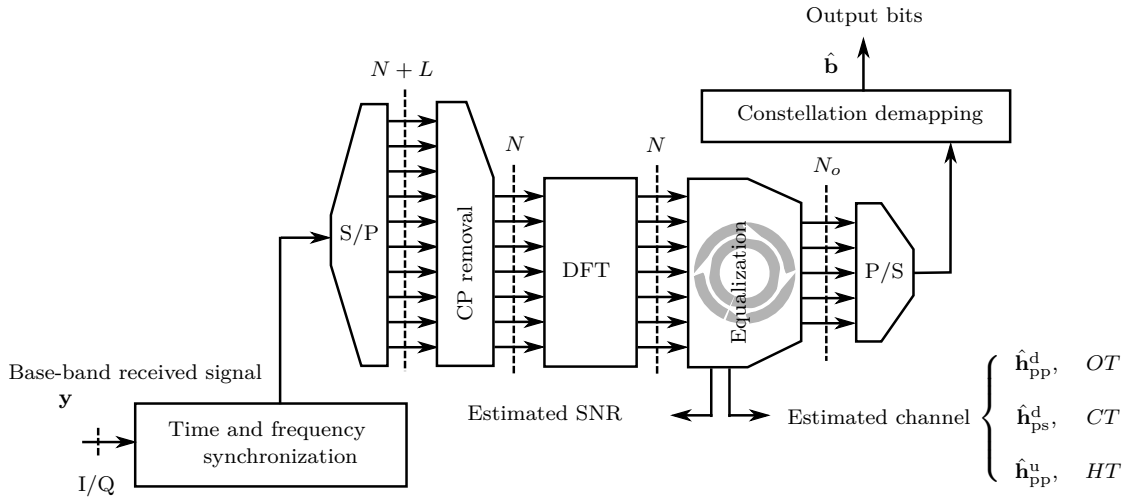 Output bits
b̂
Constellation demapping
N + L
N
N
N_o
S/P
CP removal
DFT
Equalization
P/S
Base-band received signal
y
Time and frequency
synchronization
I/Q
Estimated SNR
Estimated channel
ĥ^d_pp, OT
ĥ^d_ps, CT
ĥ^u_pp, HT